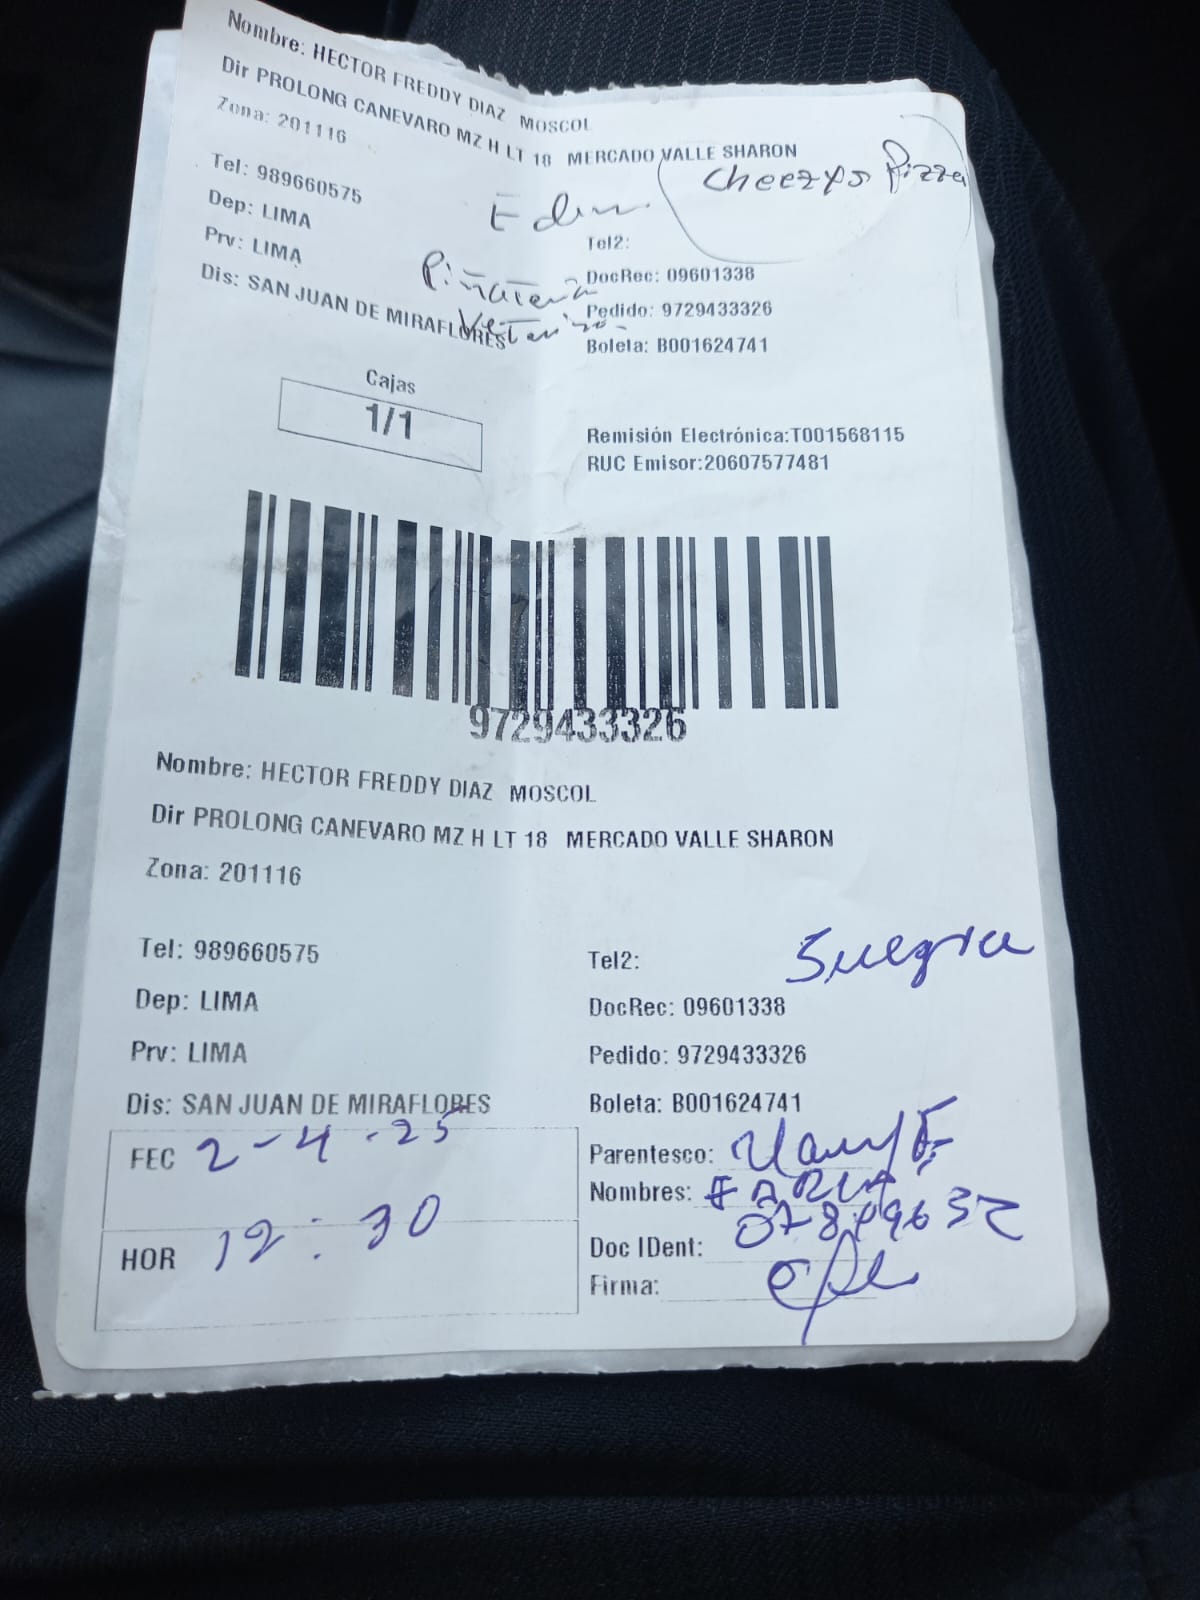 Nombre: HECTOR FREDDY DIAZ MOSCOL
Dir PROLONG CANEVARO MZ H LT 18 MERCADO VALLE SHARON
Zona: 201116
Cheezys Pizza
Tel: 989660575
Dep: LIMA
Tel2:
Prv: LIMA
Piñateria
DocRec: 09601338
Dis: SAN JUAN DE MIRAFLORES
Pedido: 9729433326
Boleta: B001624741
Cajas
1/1
Remisión Electrónica:T001568115
RUC Emisor:20607577481
9729433326
Nombre: HECTOR FREDDY DIAZ MOSCOL
Dir PROLONG CANEVARO MZ H LT 18 MERCADO VALLE SHARON
Zona: 201116
Tel: 989660575
Tel2:
Suegra
Dep: LIMA
DocRec: 09601338
Prv: LIMA
Pedido: 9729433326
Dis: SAN JUAN DE MIRAFLORES
Boleta: B001624741
FEC 2-4-25
HOR 12:30
Parentesco:
Nombres:
Doc IDent:
Firma: